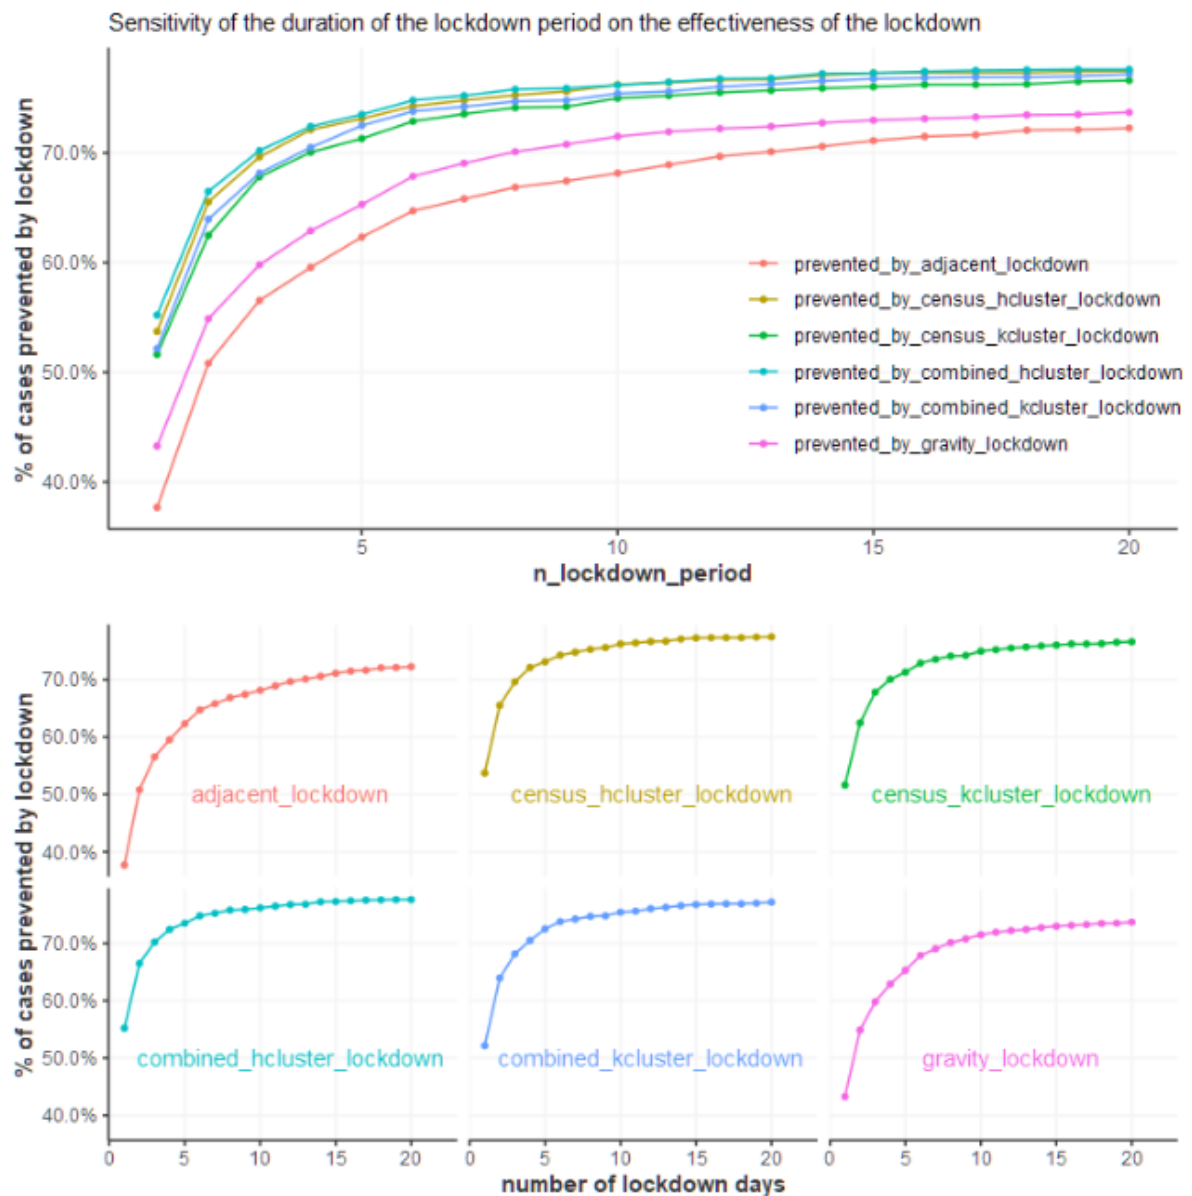 Sensitivity of the duration of the lockdown period on the effectiveness of the lockdown
% of cases prevented by lockdown
70.0%
60.0%
50.0%
40.0%
prevented_by_adjacent_lockdown
prevented_by_census_hcluster_lockdown
prevented_by_census_kcluster_lockdown
prevented_by_combined_hcluster_lockdown
prevented_by_combined_kcluster_lockdown
prevented_by_gravity_lockdown
5 10 15 20
n_lockdown_period
% of cases prevented by lockdown
70.0%
60.0%
50.0%
40.0%
adjacent_lockdown census_hcluster_lockdown census_kcluster_lockdown
70.0%
60.0%
50.0%
40.0%
combined_hcluster_lockdown combined_kcluster_lockdown gravity_lockdown
0 5 10 15 20 0 5 10 15 20 0 5 10 15 20
number of lockdown days